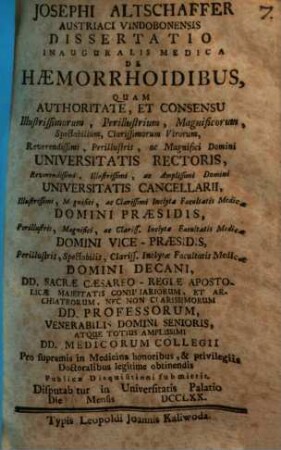 7.
JOSEPHI ALTSCHAFFER
AUSTRIACI VINDOBONENSIS
DISSERTATIO
INAUGURALIS MEDICA
DE
HÆMORRHOIDIBUS,
QUAM
AUTHORITATE, ET CONSENSU
Illustrissimorum, Perillustrium, Magnificorum,
Spectabilium, Clarissimorum Virorum,
Reverendissimi, Perillustris, ac Magnifici Domini
UNIVERSITATIS RECTORIS,
Reverendissimi, Illustrissimi, ac Amplissimi Domini
UNIVERSITATIS CANCELLARII,
Illustrissimi, Magnifici, ac Clarissimi Inclytæ Facultatis Medicæ
DOMINI PRÆSIDIS,
Perillustris, Magnifici, ac Clariss. Inclytæ Facultatis Medicæ
DOMINI VICE-PRÆSIDIS,
Perillustris, Spectabilis, Clariss. Inclytæ Facultatis Medicæ
DOMINI DECANI,
DD. SACRÆ CÆSAREO-REGIÆ APOSTO-
LICÆ MAJESTATIS CONSILIARIORUM, ET AR-
CHIATRORUM, NEC NON CLARISSIMORUM
DD. PROFESSORUM,
VENERABILIS DOMINI SENIORIS,
ATQUE TOTIUS AMPLISSIMI
DD. MEDICORUM COLLEGII
Pro supremis in Medicina honoribus, & privilegiis
Doctoralibus legitime obtinendis
Publicæ Disquisitioni submittit.
Disputabitur in Universitatis Palatio
Die Mensis DCCLXX.
Typis Leopoldi Joannis Kaliwoda.